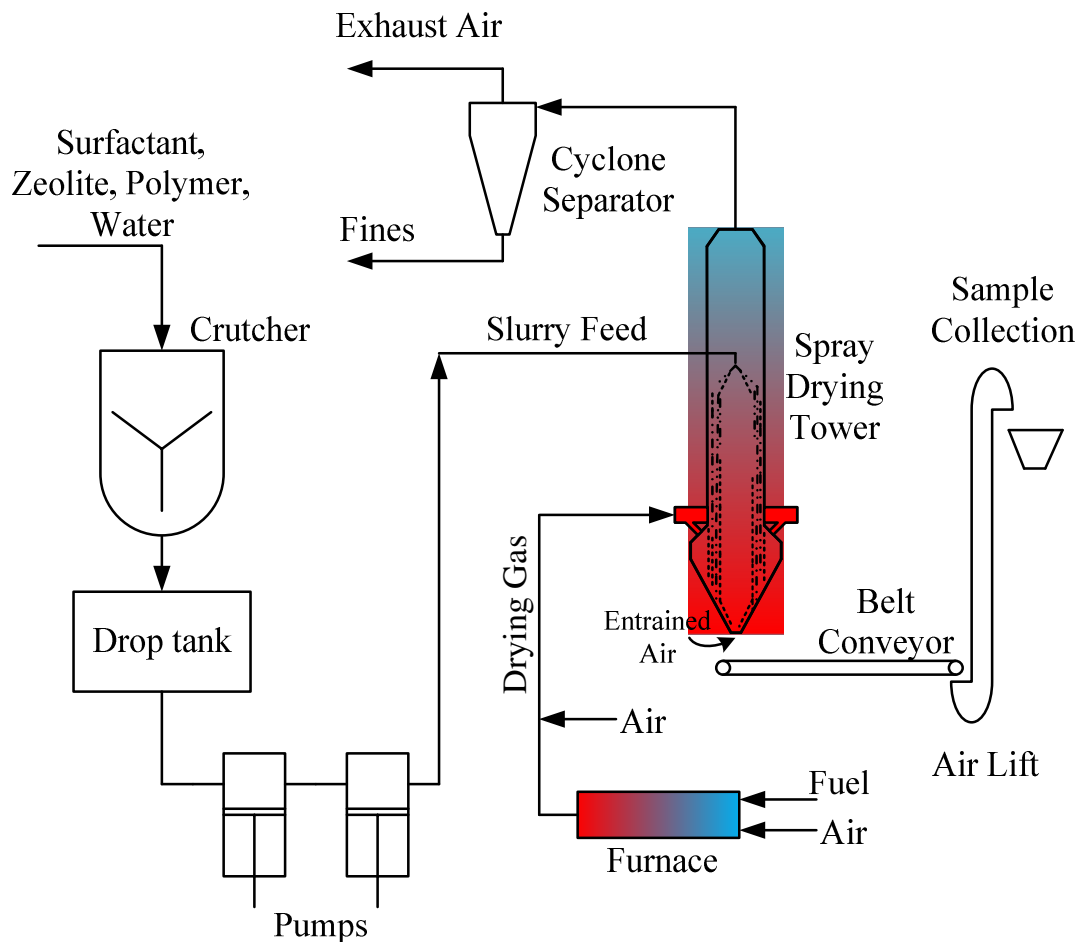 Exhaust Air
Surfactant,
Zeolite, Polymer,
Water
Cyclone
Separator
Fines
Crutcher
Slurry Feed
Spray
Drying
Tower
Sample
Collection
Drop tank
Drying Gas
Entrained
Air
Belt
Conveyor
Air
Air Lift
Fuel
Air
Furnace
Pumps